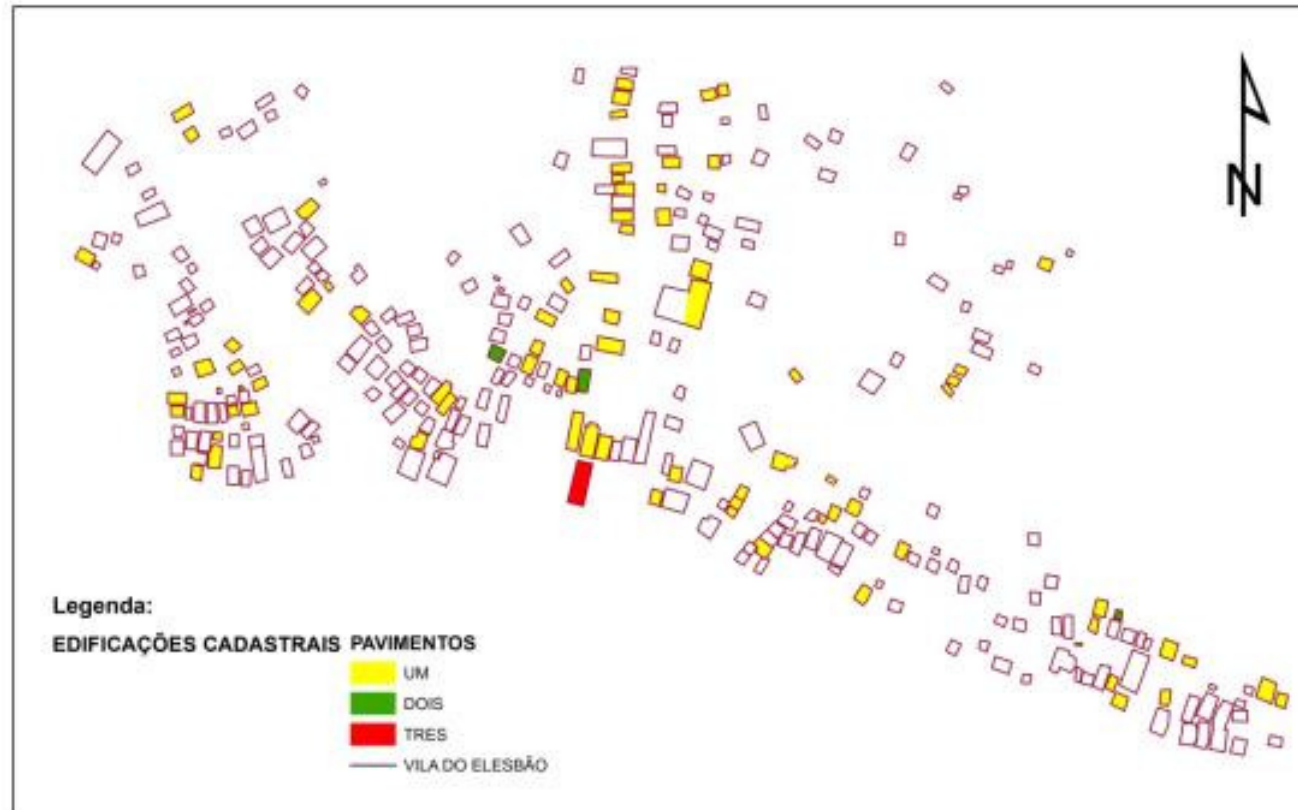 N
Legenda:
EDIFICAÇÕES CADASTRAIS PAVIMENTOS
UM
DOIS
TRES
VILA DO ELESBÃO